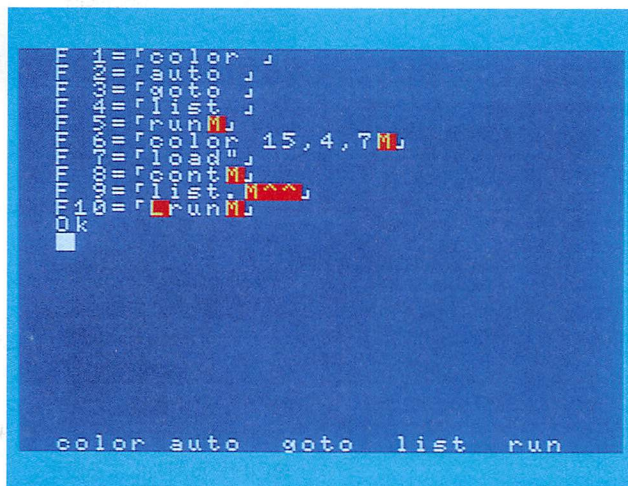 F 1=「color 」
F 2=「auto 」
F 3=「goto 」
F 4=「list 」
F 5=「runM」
F 6=「color 15,4,7M」
F 7=「load"」
F 8=「contM」
F 9=「list.M^^」
F10=「LrunM」
Ok
color auto goto list run